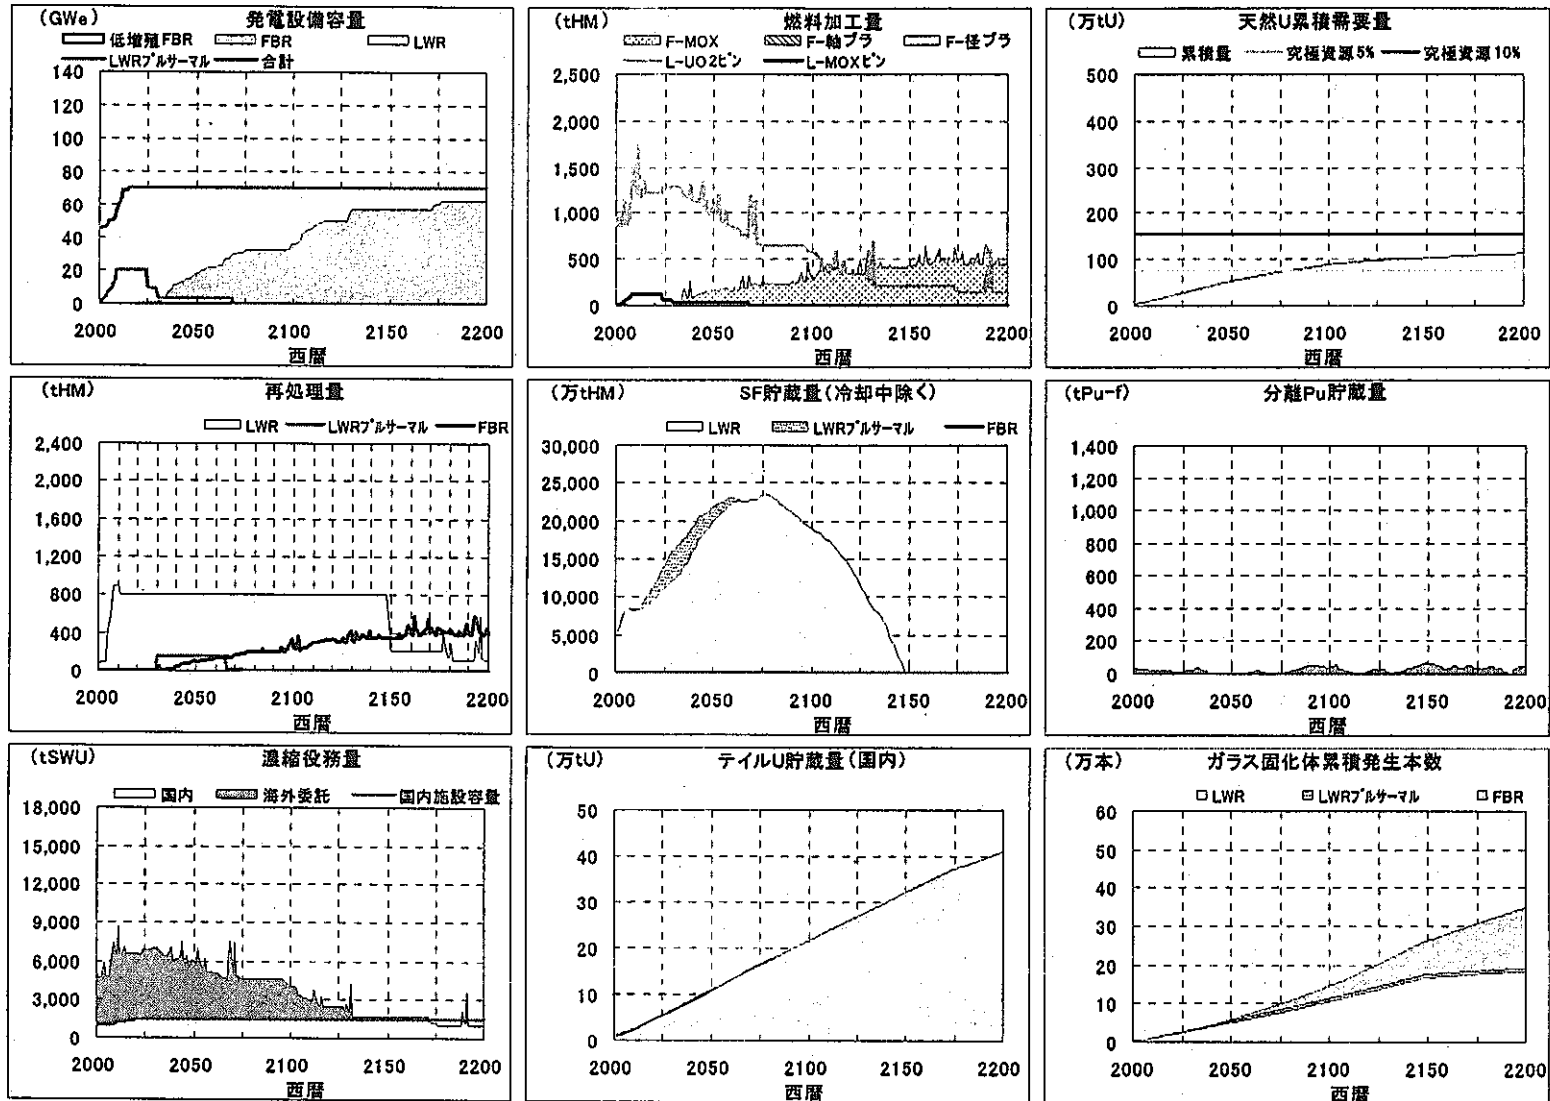 (GWe) 発電設備容量
低増殖FBR FBR LWR
LWRプルサーマル 合計
140
120
100
80
60
40
20
0
2000 2050 2100 2150 2200
西暦
(tHM) 燃料加工量
F-MOX F-軸ブラ F-径ブラ
L-UO2ピン L-MOXピン
2,500
2,000
1,500
1,000
500
0
2000 2050 2100 2150 2200
西暦
(万tU) 天然U累積需要量
累積量 究極資源5% 究極資源10%
500
400
300
200
100
0
2000 2050 2100 2150 2200
西暦
(tHM) 再処理量
LWR LWRプルサーマル FBR
2,400
2,000
1,600
1,200
800
400
0
2000 2050 2100 2150 2200
西暦
(万tHM) SF貯蔵量(冷却中除く)
LWR LWRプルサーマル FBR
30,000
25,000
20,000
15,000
10,000
5,000
0
2000 2050 2100 2150 2200
西暦
(tPu-f) 分離Pu貯蔵量
1,400
1,200
1,000
800
600
400
200
0
2000 2050 2100 2150 2200
西暦
(tSWU) 濃縮役務量
国内 海外委託 国内施設容量
18,000
15,000
12,000
9,000
6,000
3,000
0
2000 2050 2100 2150 2200
西暦
(万tU) テイルU貯蔵量(国内)
50
40
30
20
10
0
2000 2050 2100 2150 2200
西暦
(万本) ガラス固化体累積発生本数
LWR LWRプルサーマル FBR
60
50
40
30
20
10
0
2000 2050 2100 2150 2200
西暦